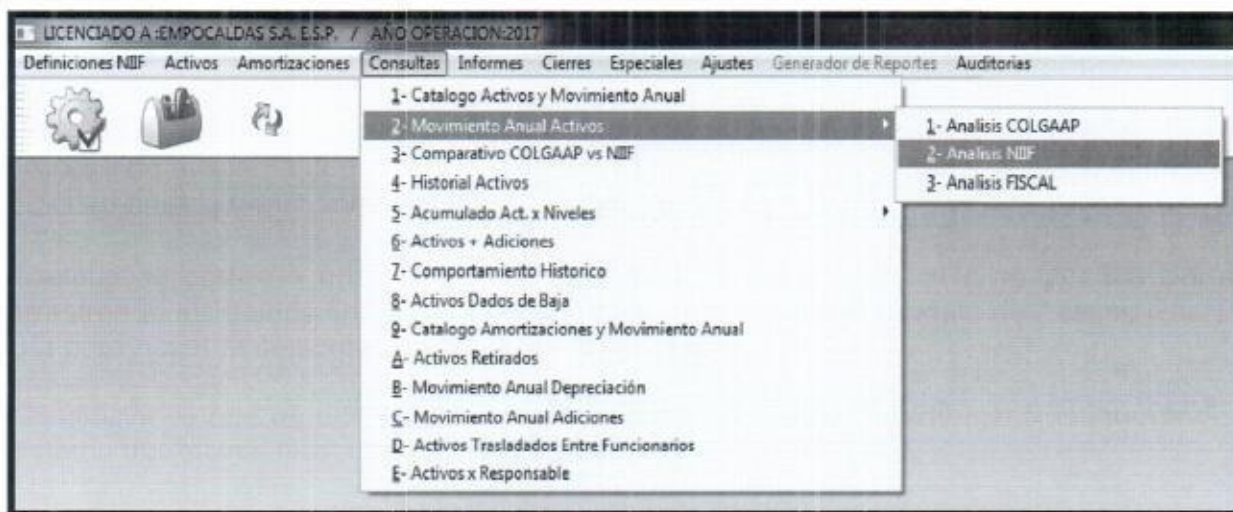 LICENCIADO A :EMPOCALDAS S.A. E.S.P. / AÑO OPERACION:2017
Definiciones NIIF Activos Amortizaciones Consultas Informes Cierres Especiales Ajustes Generador de Reportes Auditorias
1- Catalogo Activos y Movimiento Anual
2- Movimiento Anual Activos
3- Comparativo COLGAAP vs NIIF
4- Historial Activos
5- Acumulado Act. x Niveles
6- Activos + Adiciones
7- Comportamiento Historico
8- Activos Dados de Baja
9- Catalogo Amortizaciones y Movimiento Anual
A- Activos Retirados
B- Movimiento Anual Depreciación
C- Movimiento Anual Adiciones
D- Activos Trasladados Entre Funcionarios
E- Activos x Responsable
1- Analisis COLGAAP
2- Analisis NIIF
3- Analisis FISCAL